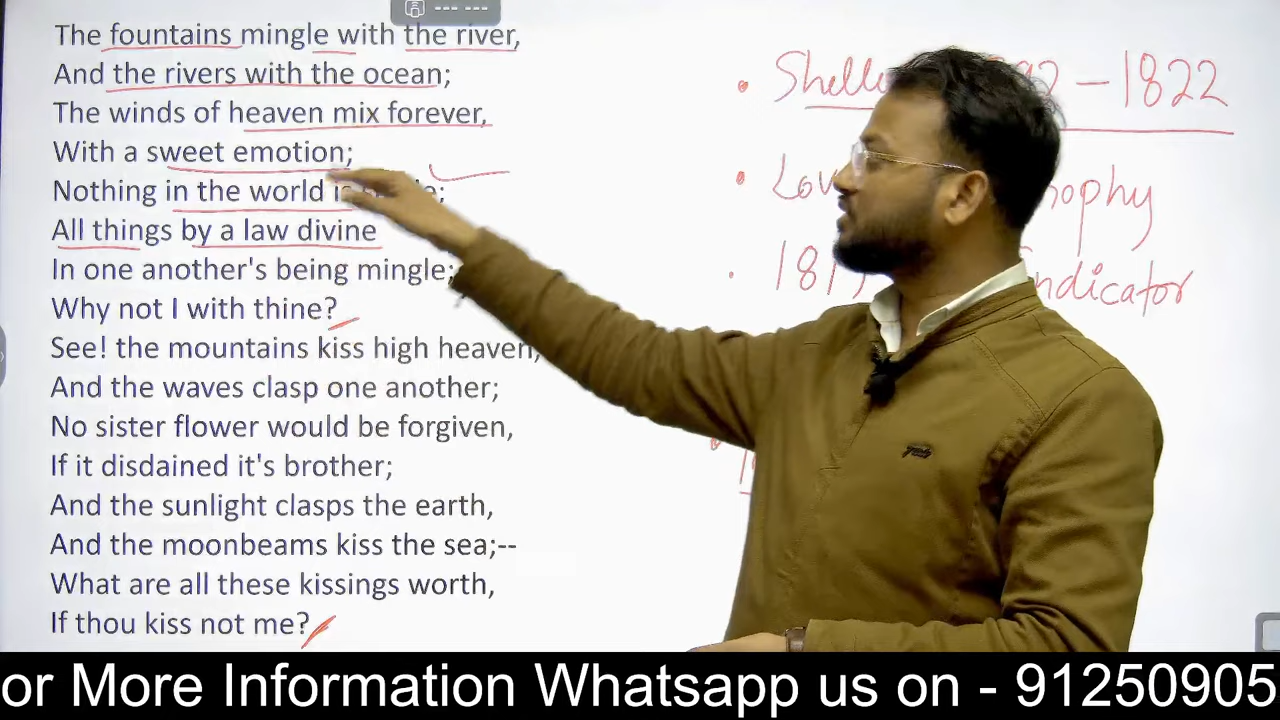 The fountains mingle with the river,
And the rivers with the ocean;
The winds of heaven mix forever,
With a sweet emotion;
Nothing in the world
All things by a law divine
In one another's being mingle;
Why not I with thine?
See! the mountains kiss high heaven,
And the waves clasp one another;
No sister flower would be forgiven,
If it disdained it's brother;
And the sunlight clasps the earth,
And the moonbeams kiss the sea;--
What are all these kissings worth,
If thou kiss not me?
• Shelle 92 – 1822
• Lov ophy
• 181 ndicator
or More Information Whatsapp us on - 91250905